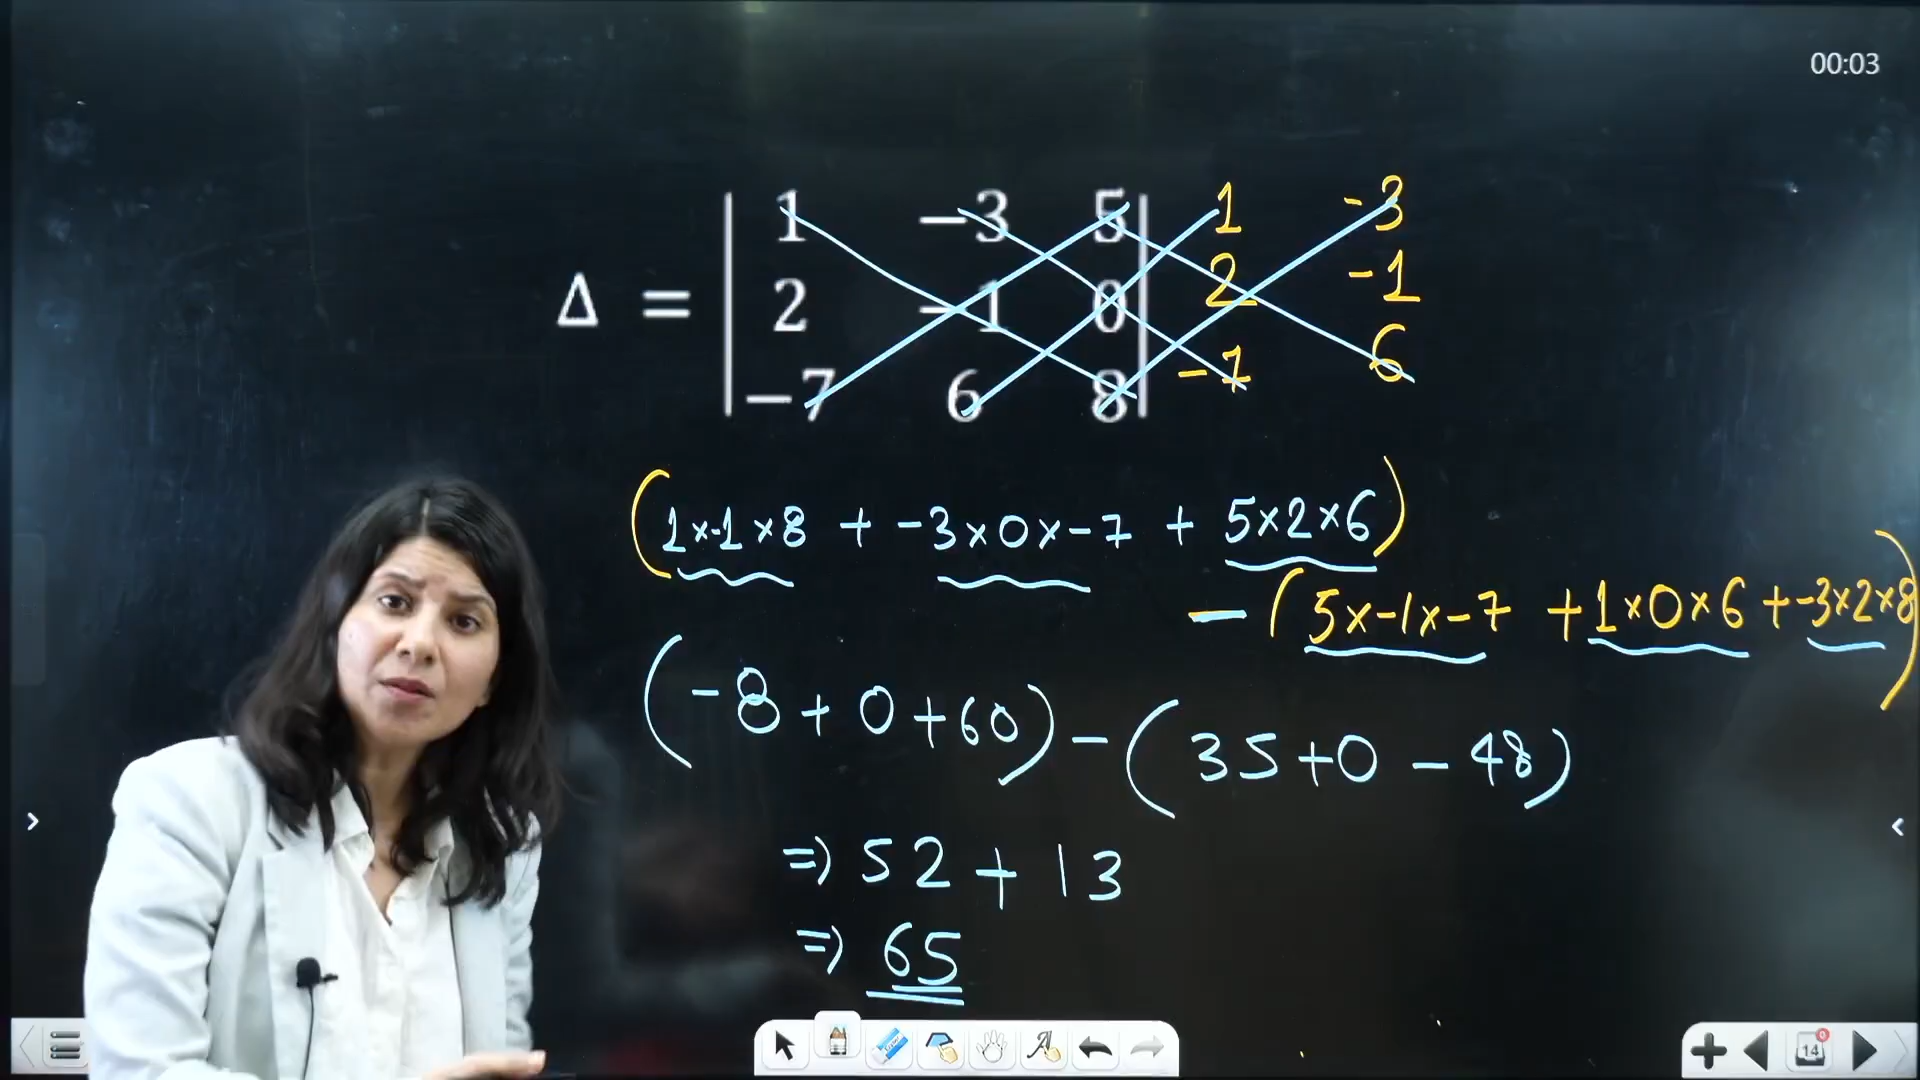 00:03
1 −3 5 1 -3
Δ = 2 −1 0 2 -1
−7 6 8 -7 6
(1×-1×8 + -3×0×-7 + 5×2×6)
- (5×-1×-7 + 1×0×6 + -3×2×8)
(-8+0+60) - (35+0-48)
⇒ 52 + 13
⇒ 65
14
0